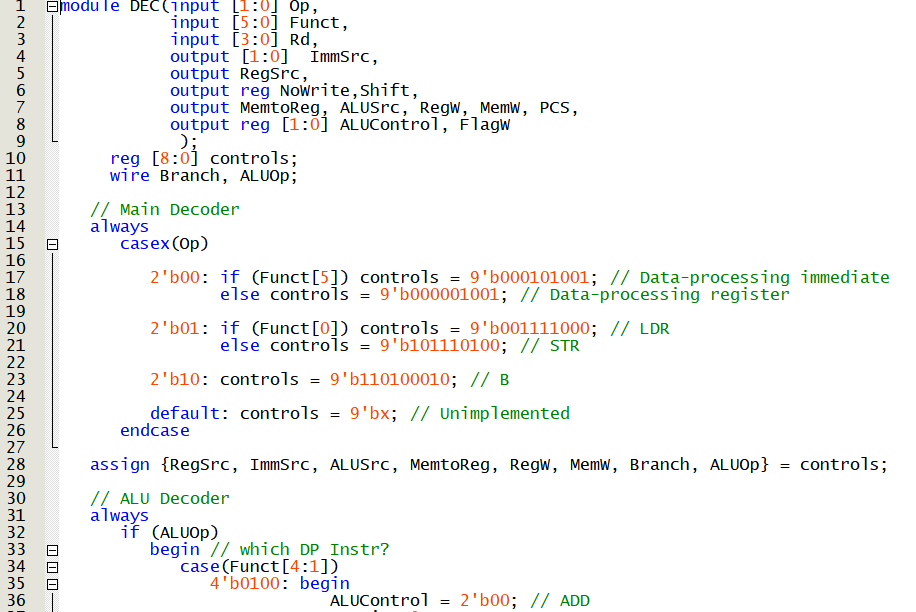 1 module DEC(input [1:0] Op,
2 input [5:0] Funct,
3 input [3:0] Rd,
4 output [1:0] ImmSrc,
5 output RegSrc,
6 output reg NoWrite,Shift,
7 output MemtoReg, ALUSrc, RegW, MemW, PCS,
8 output reg [1:0] ALUControl, FlagW
9 );
10 reg [8:0] controls;
11 wire Branch, ALUOp;
12
13 // Main Decoder
14 always
15 casex(Op)
16
17 2'b00: if (Funct[5]) controls = 9'b000101001; // Data-processing immediate
18 else controls = 9'b000001001; // Data-processing register
19
20 2'b01: if (Funct[0]) controls = 9'b001111000; // LDR
21 else controls = 9'b101110100; // STR
22
23 2'b10: controls = 9'b110100010; // B
24
25 default: controls = 9'bx; // Unimplemented
26 endcase
27
28 assign {RegSrc, ImmSrc, ALUSrc, MemtoReg, RegW, MemW, Branch, ALUOp} = controls;
29
30 // ALU Decoder
31 always
32 if (ALUOp)
33 begin // which DP Instr?
34 case(Funct[4:1])
35 4'b0100: begin
36 ALUControl = 2'b00; // ADD